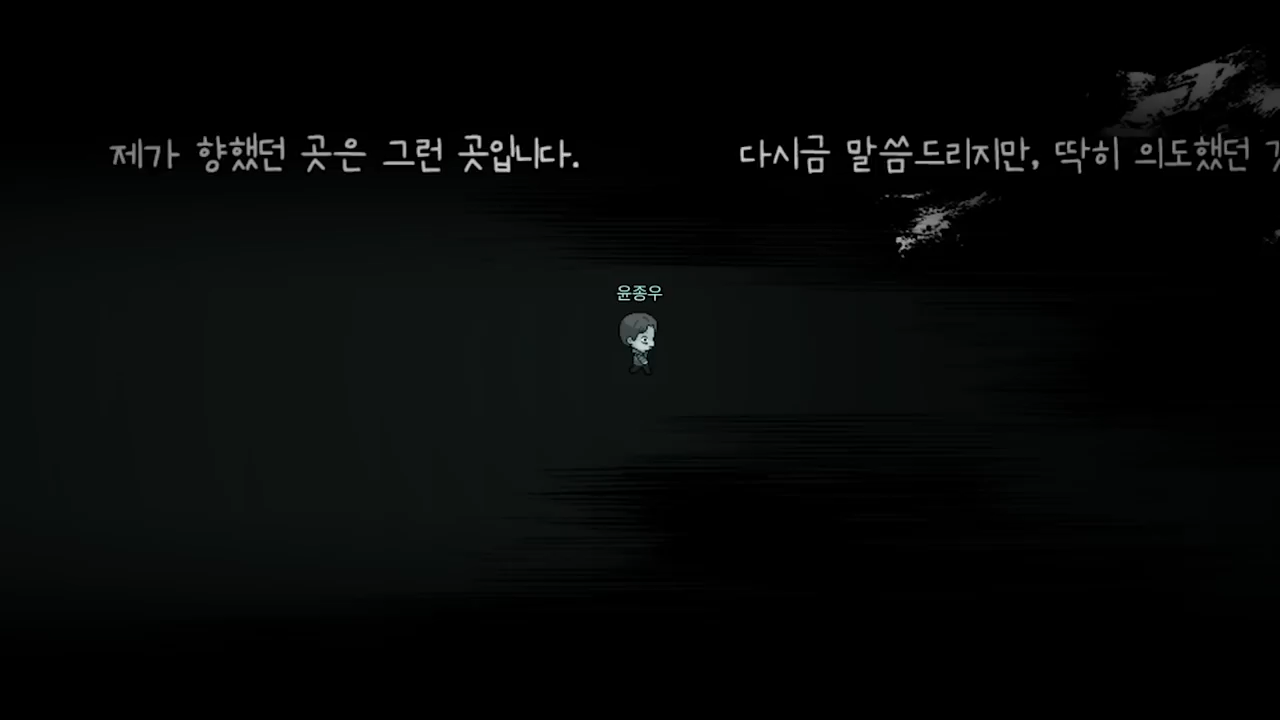 제가 향했던 곳은 그런 곳입니다.
다시금 말씀드리지만, 딱히 의도했던
윤종우